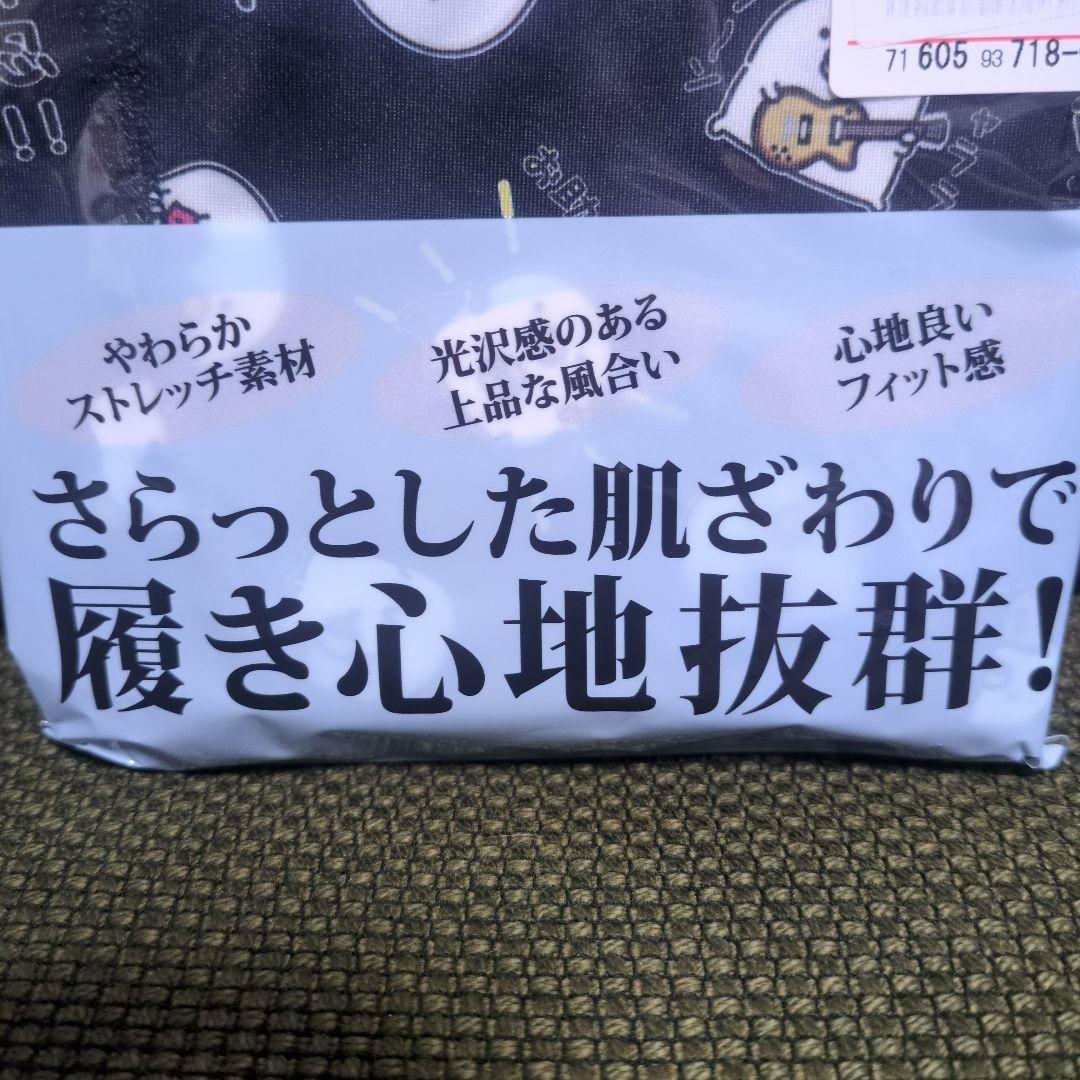 71 605 93 718-
!!
お助
やわらか
ストレッチ素材
光沢感のある
上品な風合い
心地良い
フィット感
さらっとした肌ざわりで
履き心地抜群!